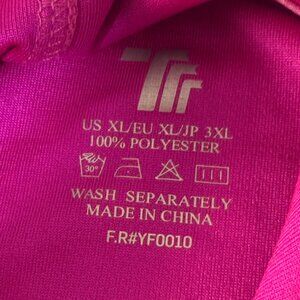 US XL/EU XL/JP 3XL
100% POLYESTER
30°
WASH SEPARATELY
MADE IN CHINA
F.R#YF0010